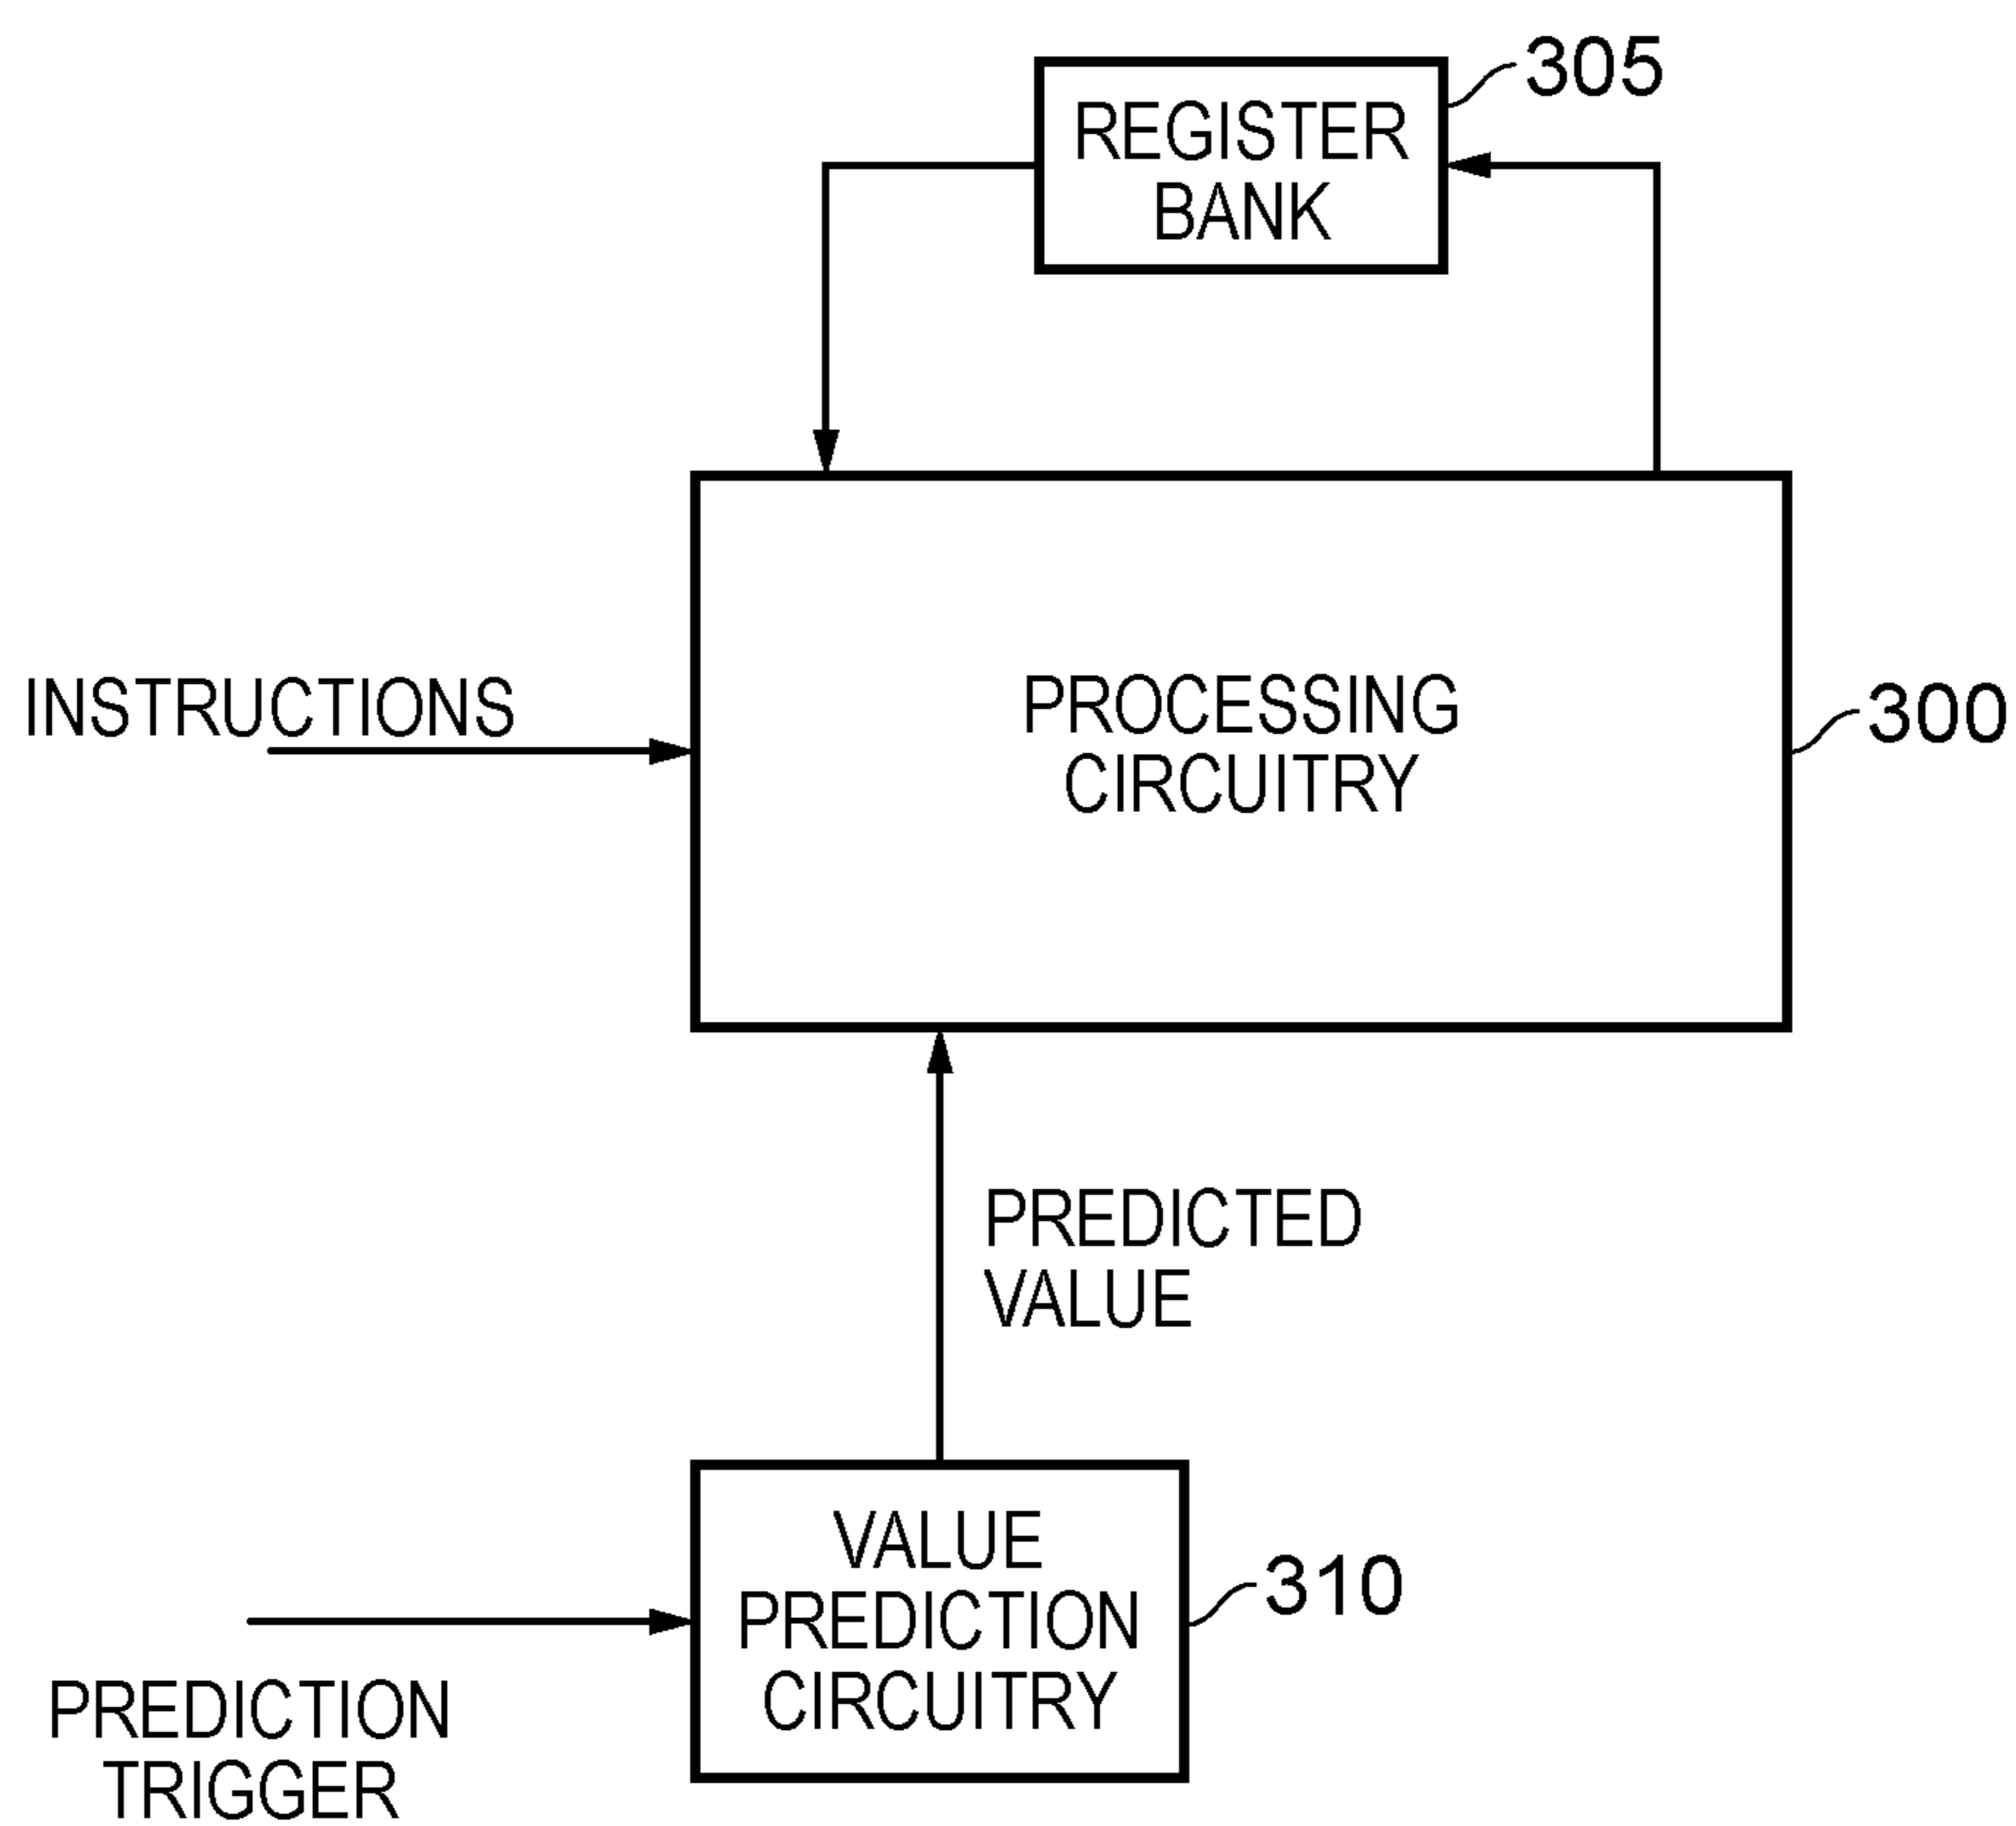 305
REGISTER
BANK
INSTRUCTIONS
PROCESSING
CIRCUITRY
300
PREDICTED
VALUE
VALUE
PREDICTION
CIRCUITRY
310
PREDICTION
TRIGGER